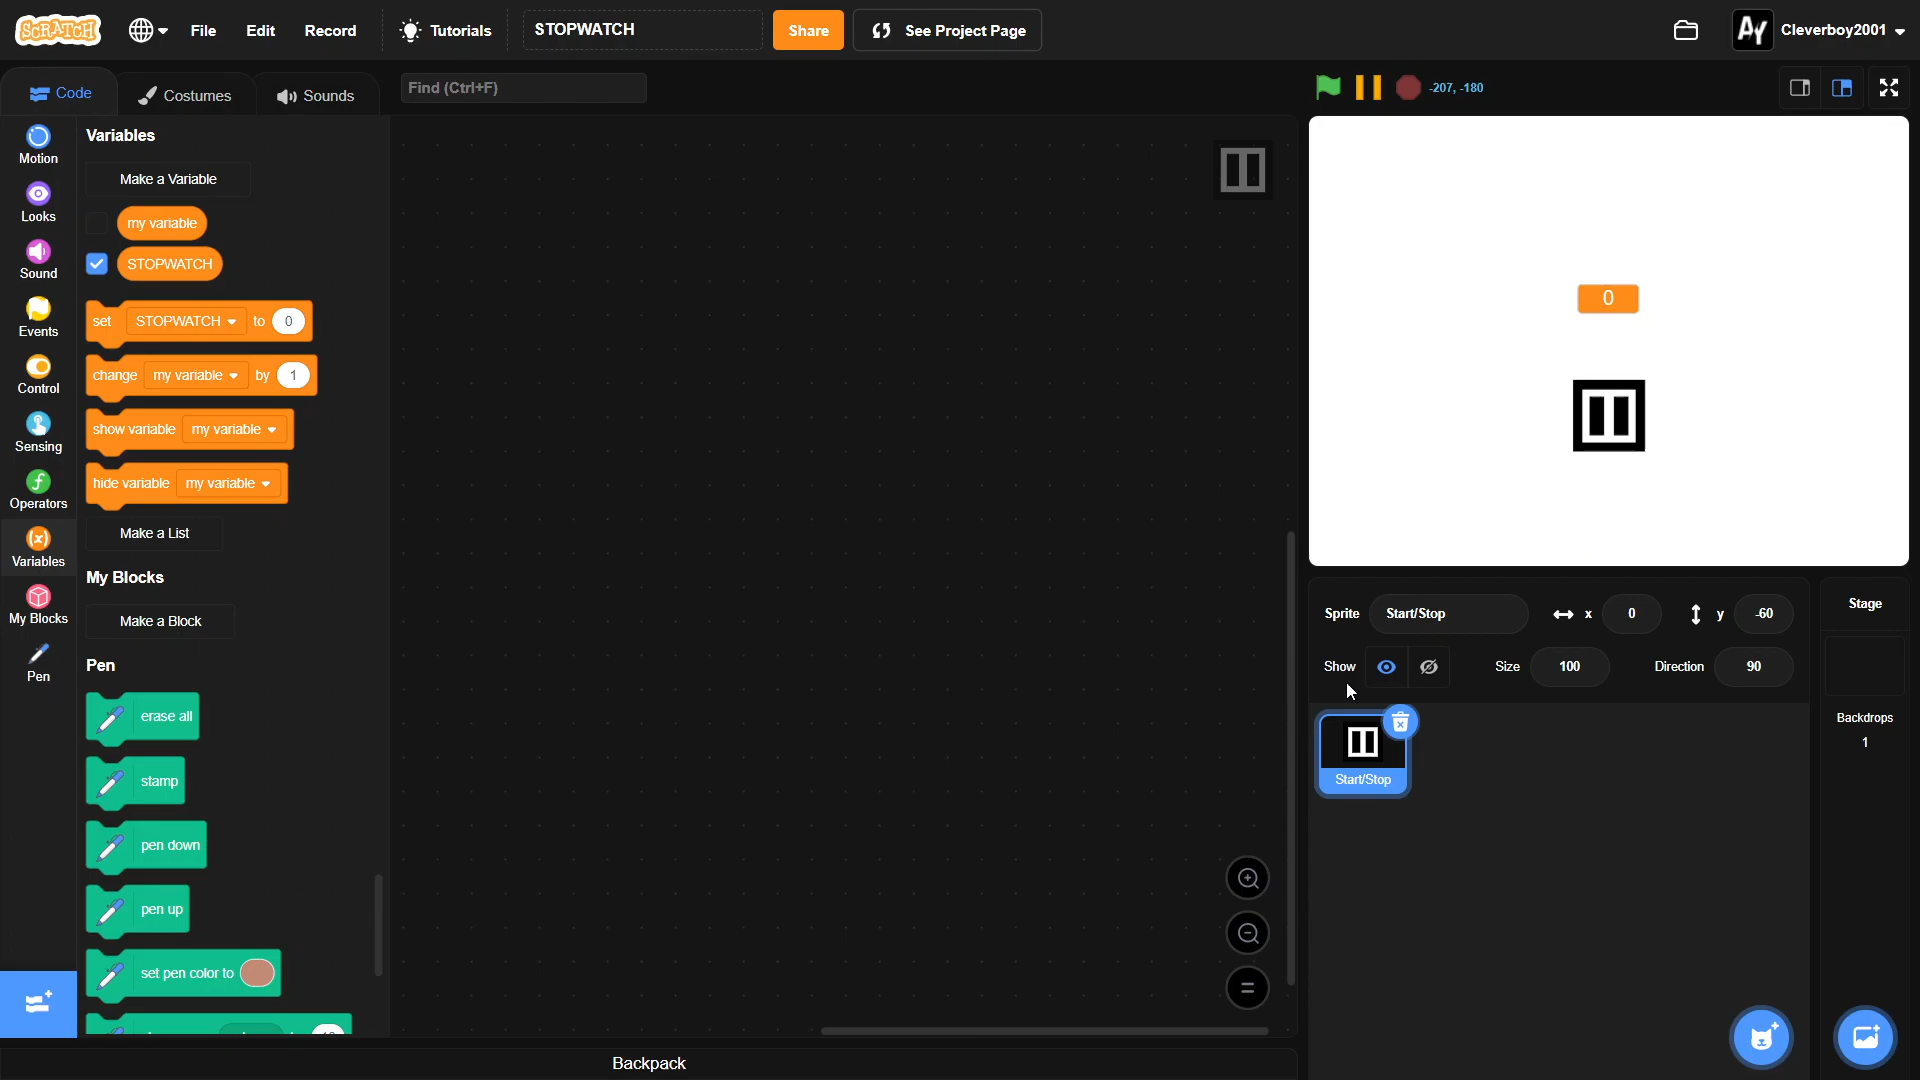 SCRATCH
File
Edit
Record
Tutorials
STOPWATCH
Share
See Project Page
Ay
Cleverboy2001
Code
Costumes
Sounds
Find (Ctrl+F)
-207, -180
Motion
Looks
Sound
Events
Control
Sensing
Operators
Variables
My Blocks
Pen
Variables
Make a Variable
my variable
STOPWATCH
set STOPWATCH to 0
change my variable by 1
show variable my variable
hide variable my variable
Make a List
My Blocks
Make a Block
Pen
erase all
stamp
pen down
pen up
set pen color to
0
Sprite Start/Stop x 0 y -60
Show Size 100 Direction 90
Start/Stop
Stage
Backdrops
1
Backpack